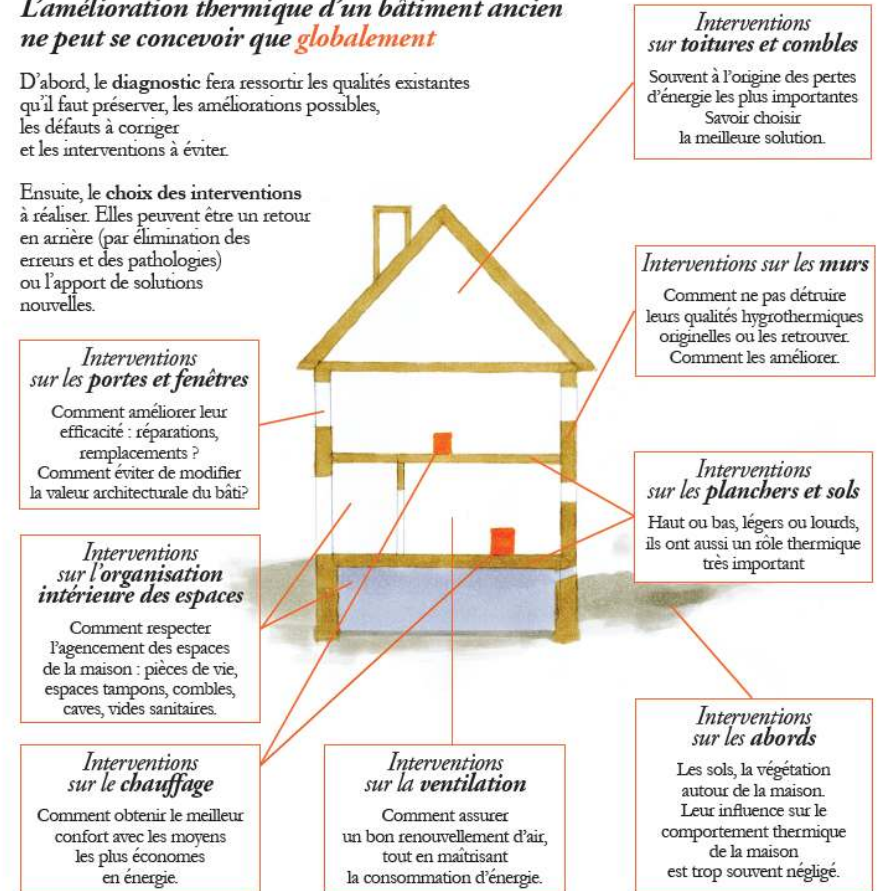 L'amélioration thermique d'un bâtiment ancien
ne peut se concevoir que globalement
D'abord, le diagnostic fera ressortir les qualités existantes
qu'il faut préserver, les améliorations possibles,
les défauts à corriger
et les interventions à éviter.
Ensuite, le choix des interventions
à réaliser. Elles peuvent être un retour
en arrière (par élimination des
erreurs et des pathologies)
ou l'apport de solutions
nouvelles.
Interventions
sur toitures et combles
Souvent à l'origine des pertes
d'énergie les plus importantes
Savoir choisir
la meilleure solution.
Interventions sur les murs
Comment ne pas détruire
leurs qualités hygrothermiques
originelles ou les retrouver.
Comment les améliorer.
Interventions
sur les portes et fenêtres
Comment améliorer leur
efficacité : réparations,
remplacements ?
Comment éviter de modifier
la valeur architecturale du bâti?
Interventions
sur les planchers et sols
Haut ou bas, légers ou lourds,
ils ont aussi un rôle thermique
très important
Interventions
sur l'organisation
intérieure des espaces
Comment respecter
l'agencement des espaces
de la maison : pièces de vie,
espaces tampons, combles,
caves, vides sanitaires.
Interventions
sur le chauffage
Comment obtenir le meilleur
confort avec les moyens
les plus économes
en énergie.
Interventions
sur la ventilation
Comment assurer
un bon renouvellement d'air,
tout en maîtrisant
la consommation d'énergie.
Interventions
sur les abords
Les sols, la végétation
autour de la maison.
Leur influence sur le
comportement thermique
de la maison
est trop souvent négligé.